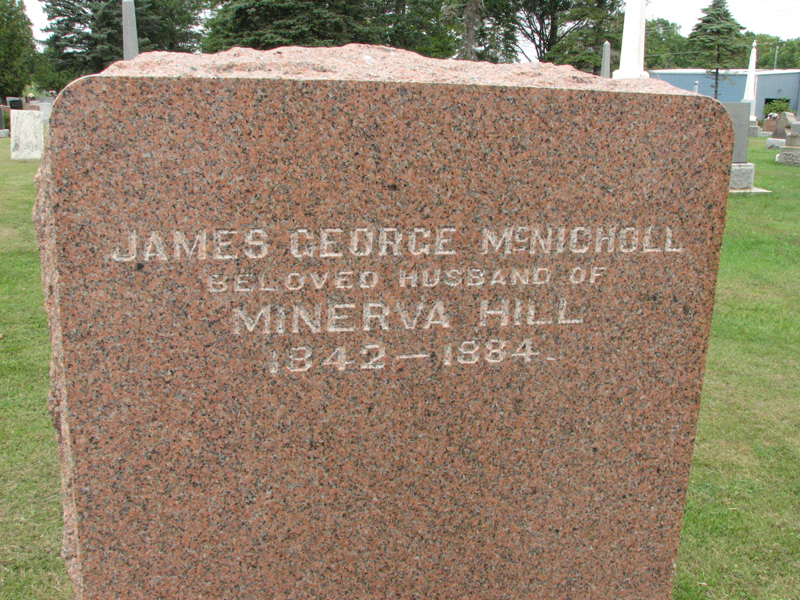 JAMES GEORGE McNICHOLL
BELOVED HUSBAND OF
MINERVA HILL
1842 — 1884.